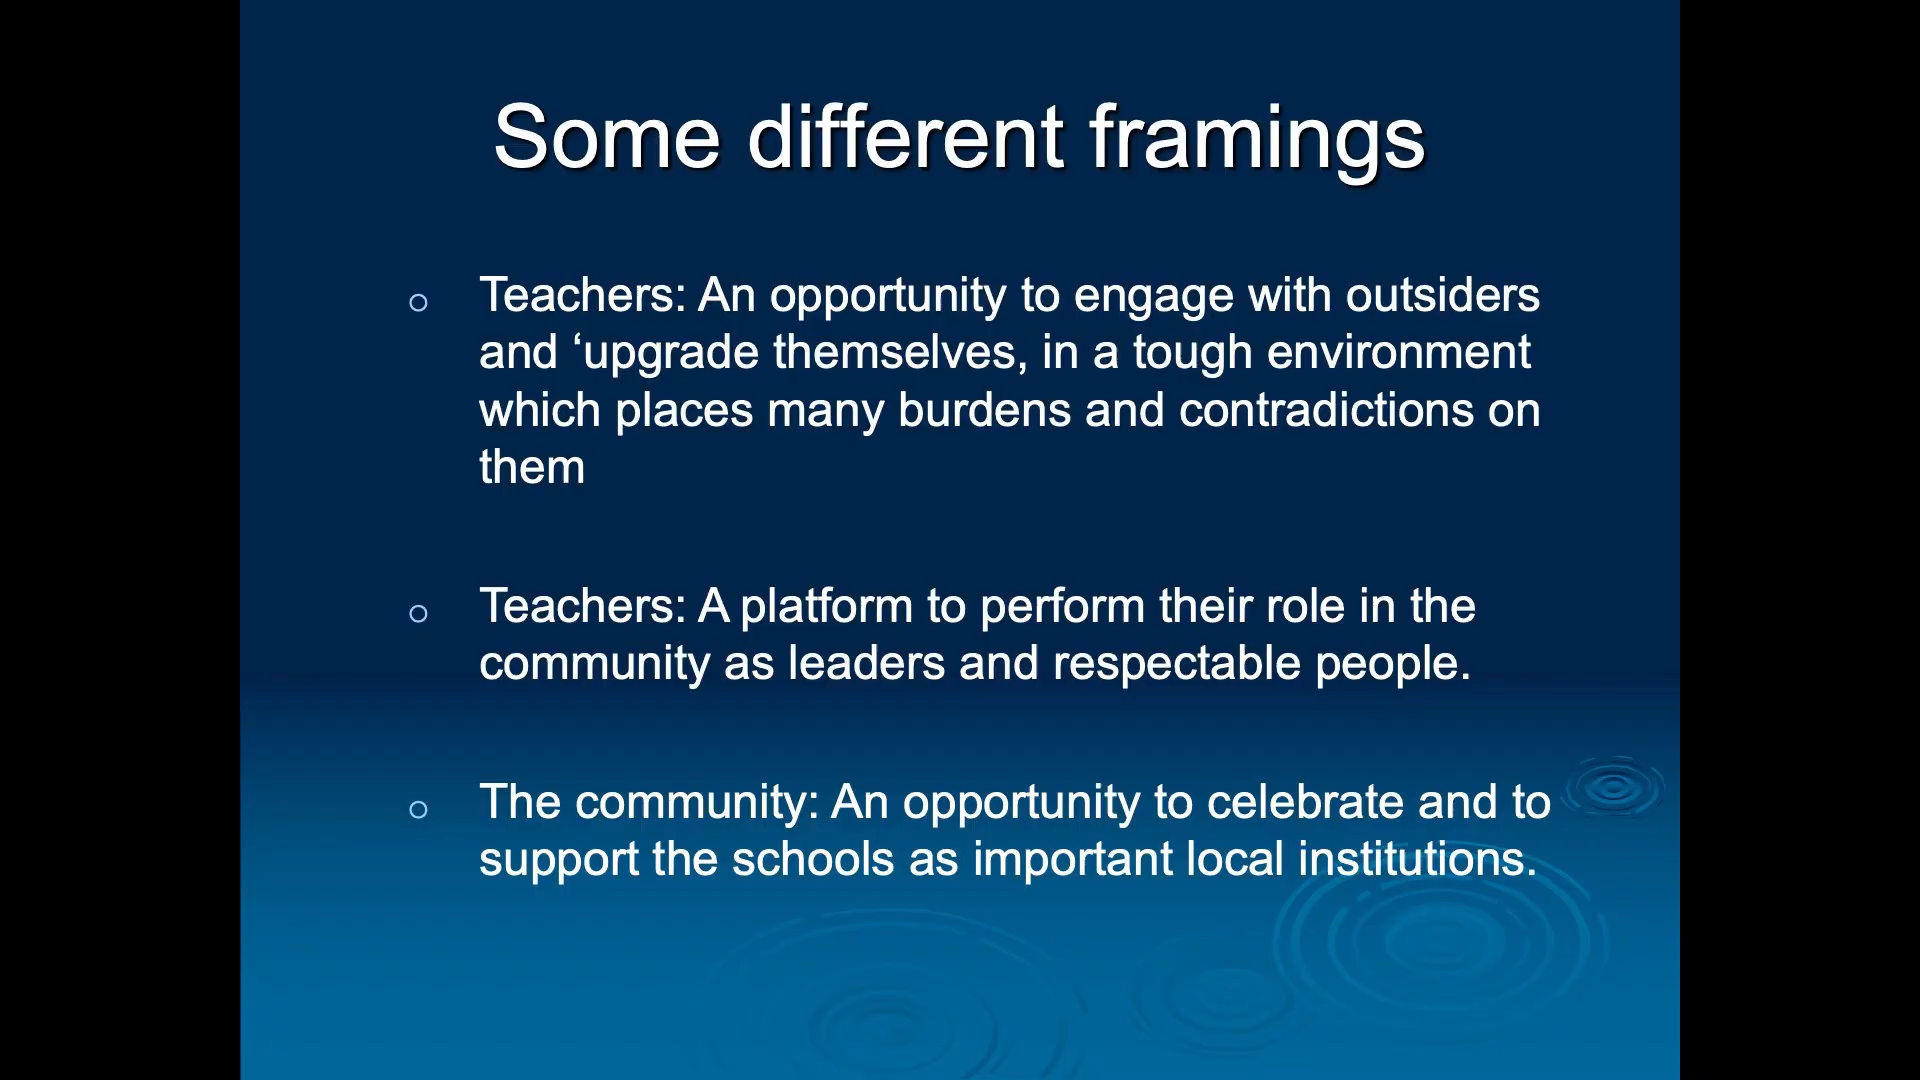 Some different framings
Teachers: An opportunity to engage with outsiders
and ‘upgrade themselves, in a tough environment
which places many burdens and contradictions on
them
Teachers: A platform to perform their role in the
community as leaders and respectable people.
The community: An opportunity to celebrate and to
support the schools as important local institutions.